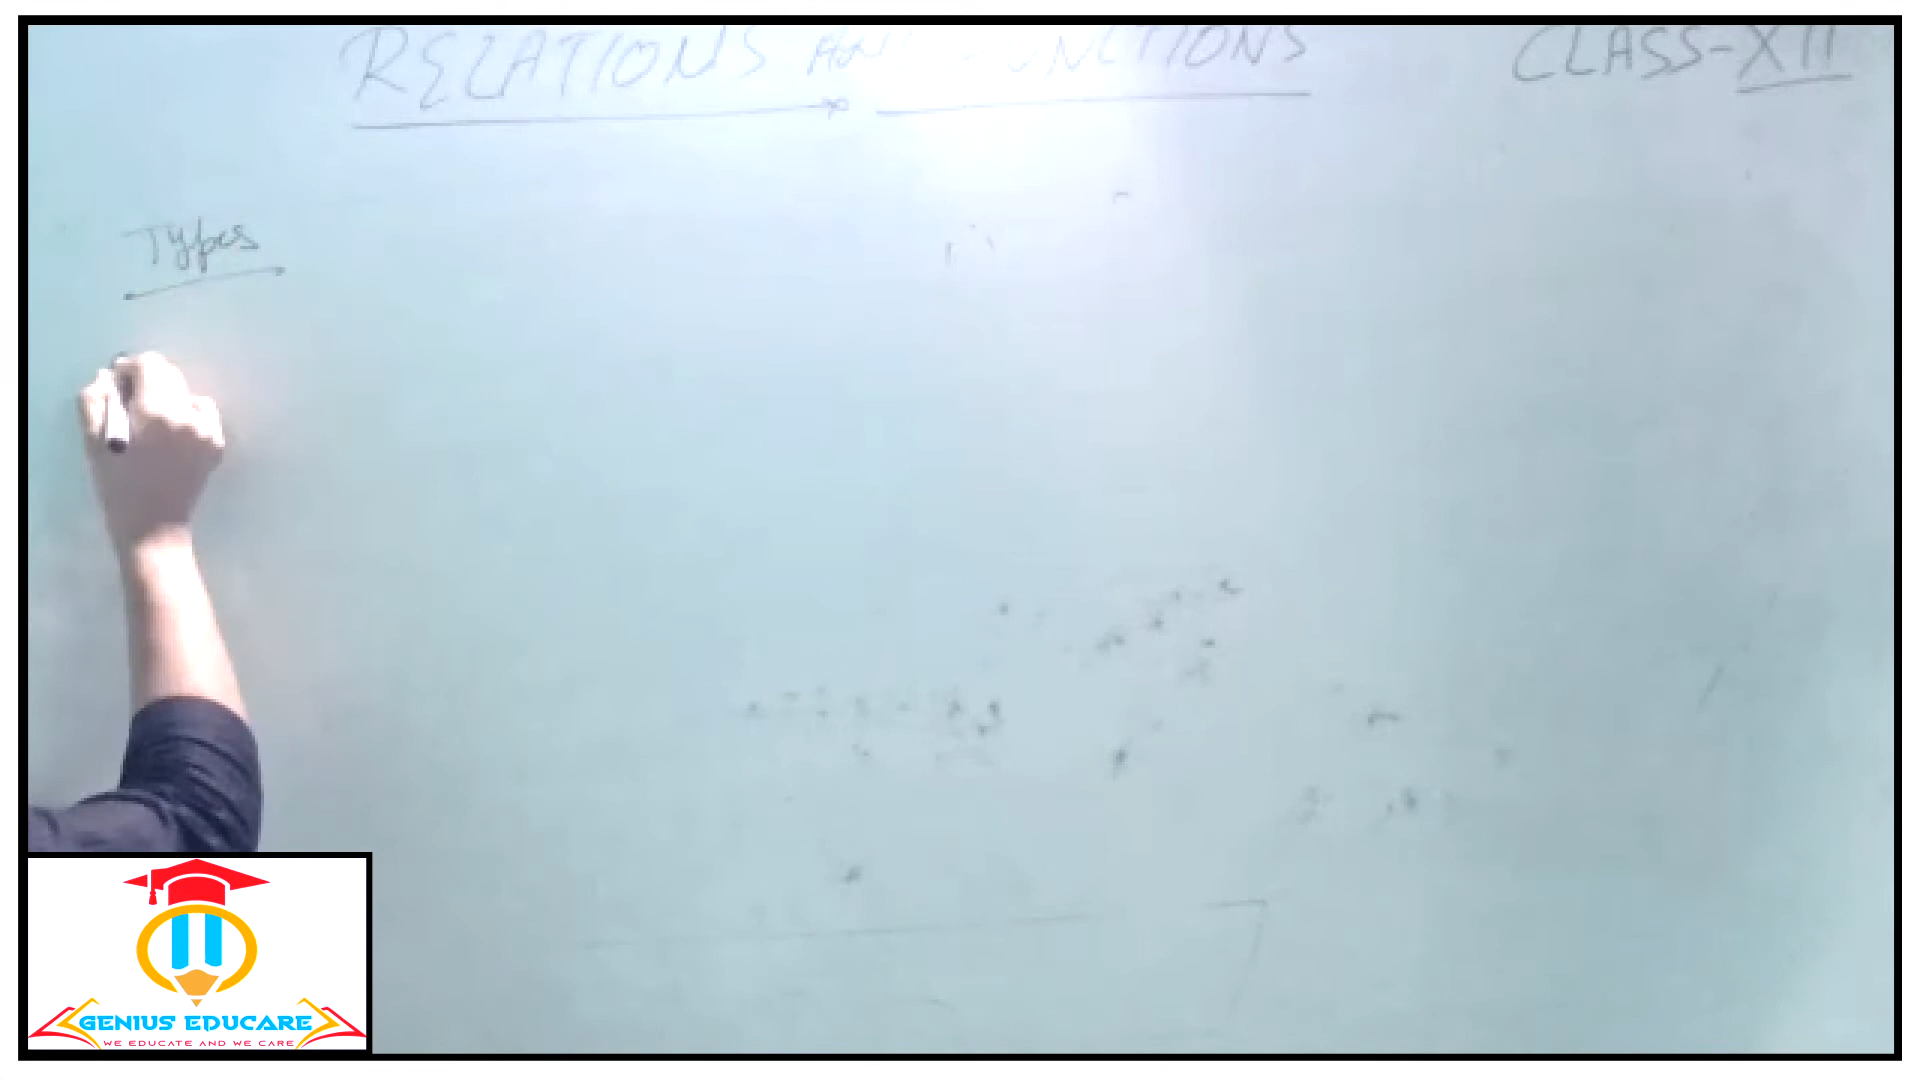 RELATIONS AND FUNCTIONS
CLASS-XII
Types
GENIUS EDUCARE
WE EDUCATE AND WE CARE